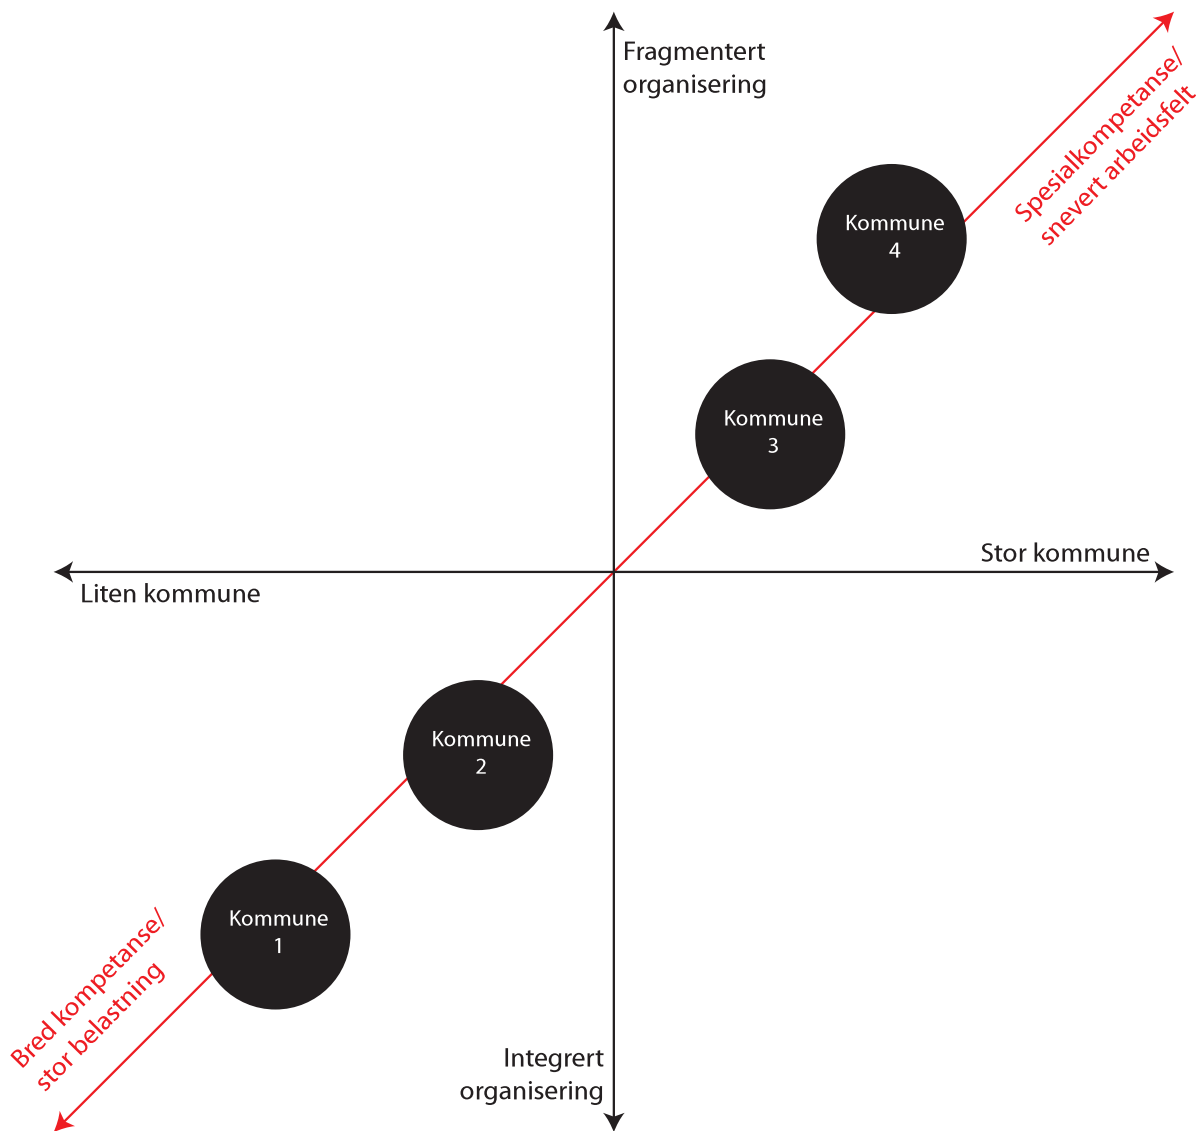 Fragmentert
organisering
Spesialkompetanse/
snevert arbeidsfelt
Kommune
4
Kommune
3
Stor kommune
Liten kommune
Kommune
2
Kommune
1
Bred kompetanse/
stor belastning
Integrert
organisering